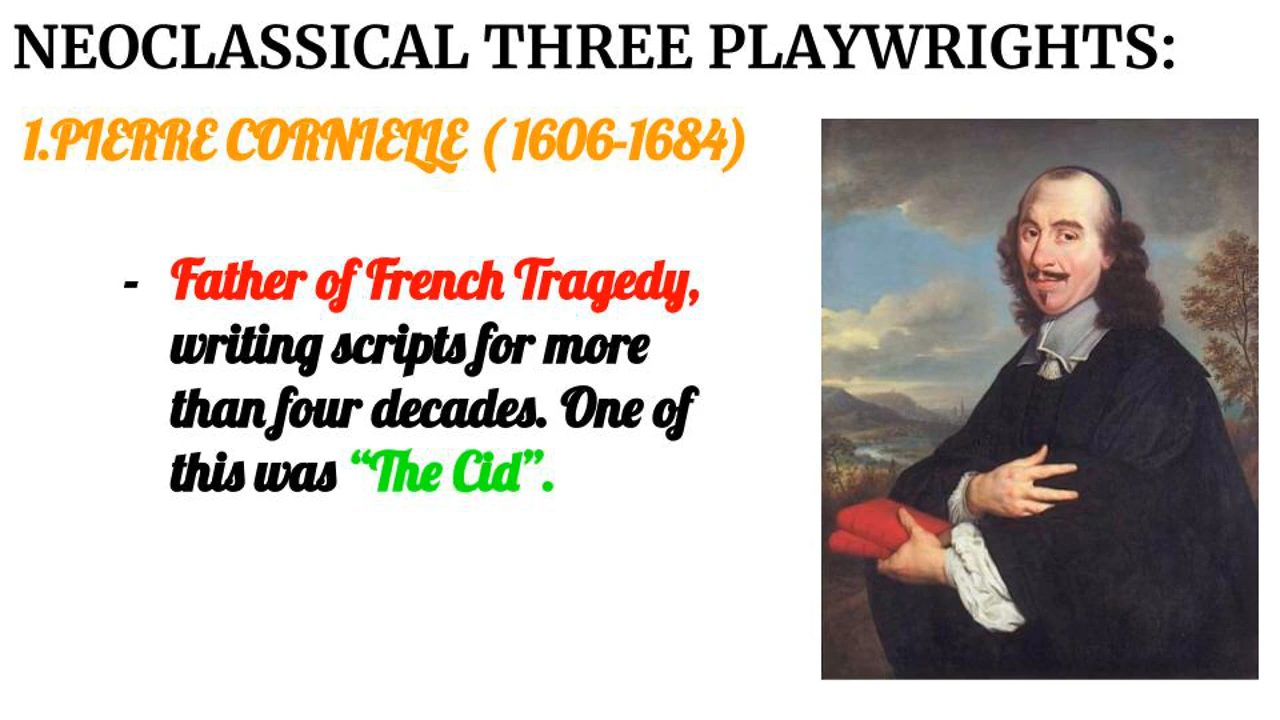 NEOCLASSICAL THREE PLAYWRIGHTS:
1.PIERRE CORNIELLE ( 1606-1684)
- Father of French Tragedy,
writing scripts for more
than four decades. One of
this was “The Cid”.